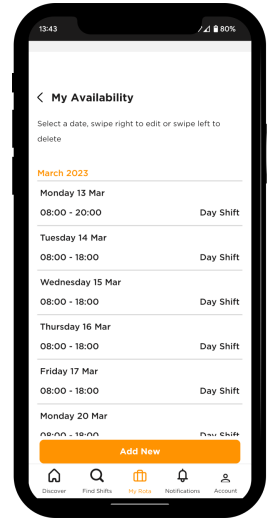 13:43 80%
My Availability
Select a date, swipe right to edit or swipe left to
delete
March 2023
Monday 13 Mar
08:00 - 20:00 Day Shift
Tuesday 14 Mar
08:00 - 18:00 Day Shift
Wednesday 15 Mar
08:00 - 18:00 Day Shift
Thursday 16 Mar
08:00 - 18:00 Day Shift
Friday 17 Mar
08:00 - 18:00 Day Shift
Monday 20 Mar
08:00 - 18:00 Day Shift
Add New
Discover Find Shifts My Rota Notifications Account